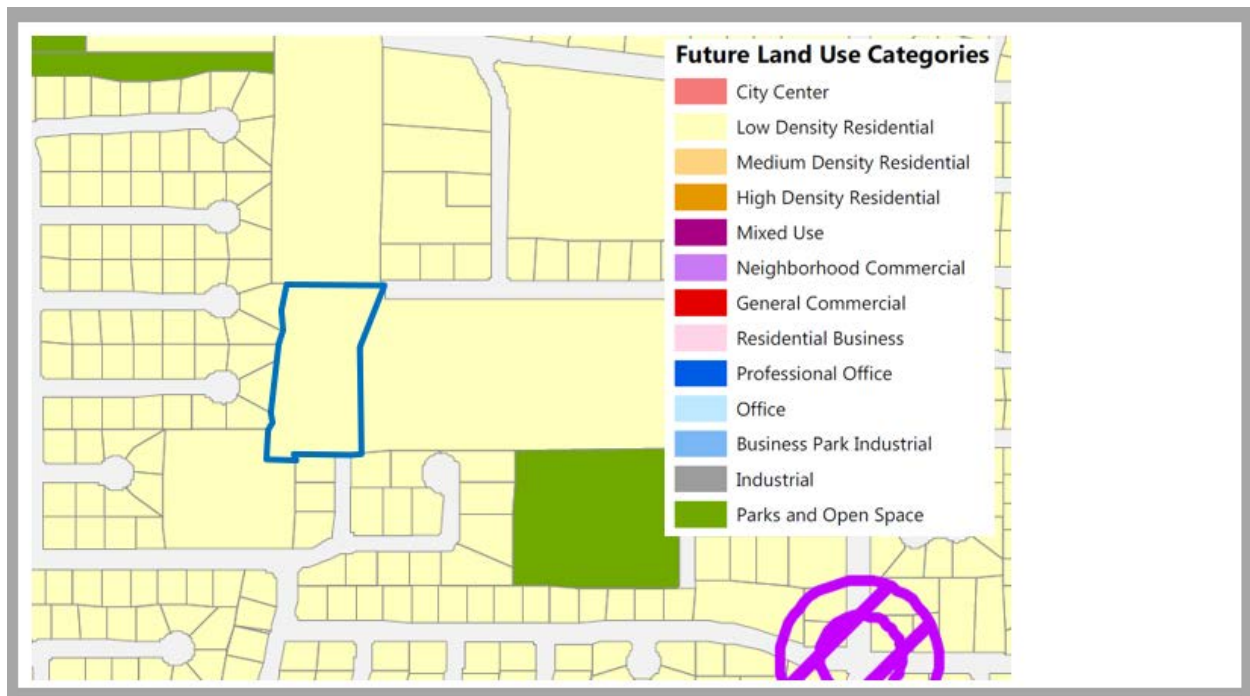 Future Land Use Categories
City Center
Low Density Residential
Medium Density Residential
High Density Residential
Mixed Use
Neighborhood Commercial
General Commercial
Residential Business
Professional Office
Office
Business Park Industrial
Industrial
Parks and Open Space